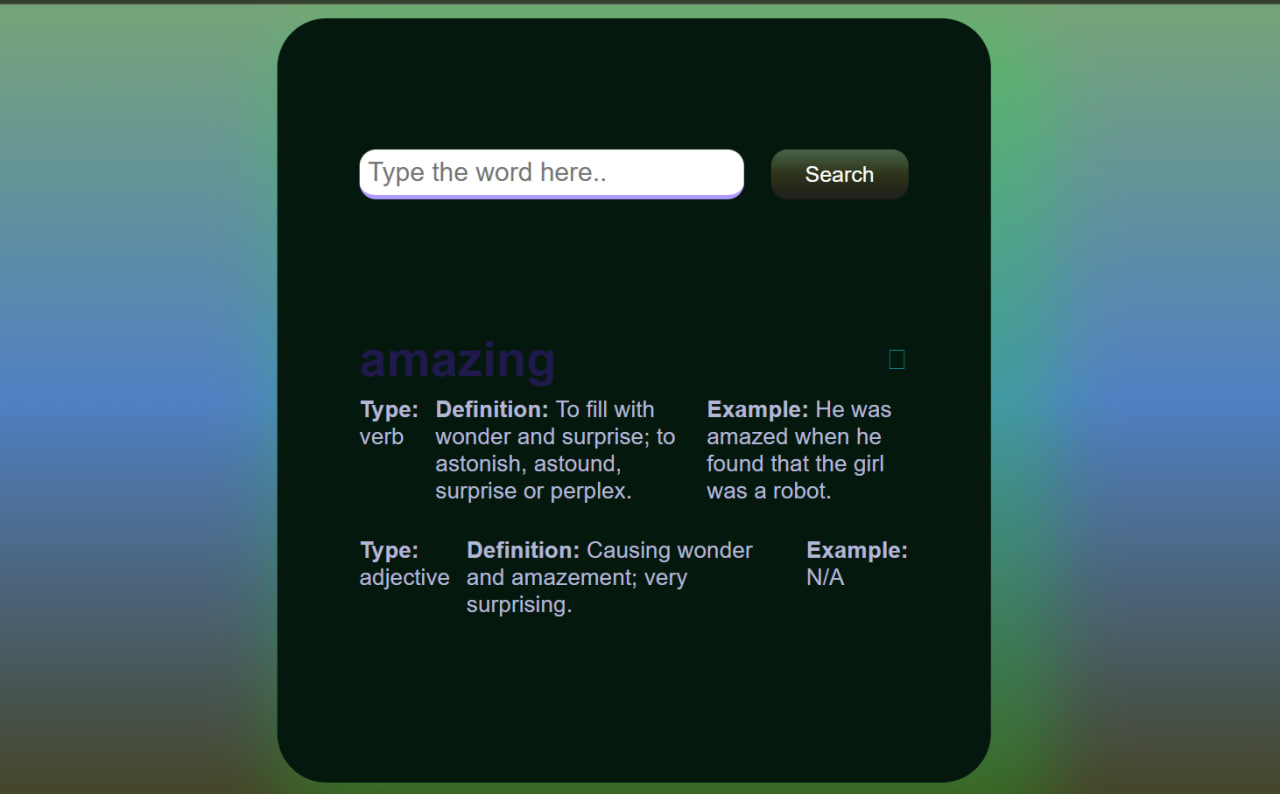 Type the word here..
Search
amazing
Type: verb
Definition: To fill with
wonder and surprise; to
astonish, astound,
surprise or perplex.
Example: He was
amazed when he
found that the girl
was a robot.
Type:
adjective
Definition: Causing wonder
and amazement; very
surprising.
Example:
N/A